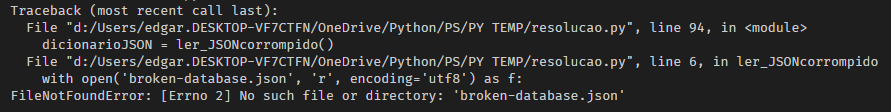 Traceback (most recent call last):
  File "d:/Users/edgar.DESKTOP-VF7CTFN/OneDrive/Python/PS/PY TEMP/resolucao.py", line 94, in <module>
    dicionarioJSON = ler_JSONcorrompido()
  File "d:/Users/edgar.DESKTOP-VF7CTFN/OneDrive/Python/PS/PY TEMP/resolucao.py", line 6, in ler_JSONcorrompido
    with open('broken-database.json', 'r', encoding='utf8') as f:
FileNotFoundError: [Errno 2] No such file or directory: 'broken-database.json'